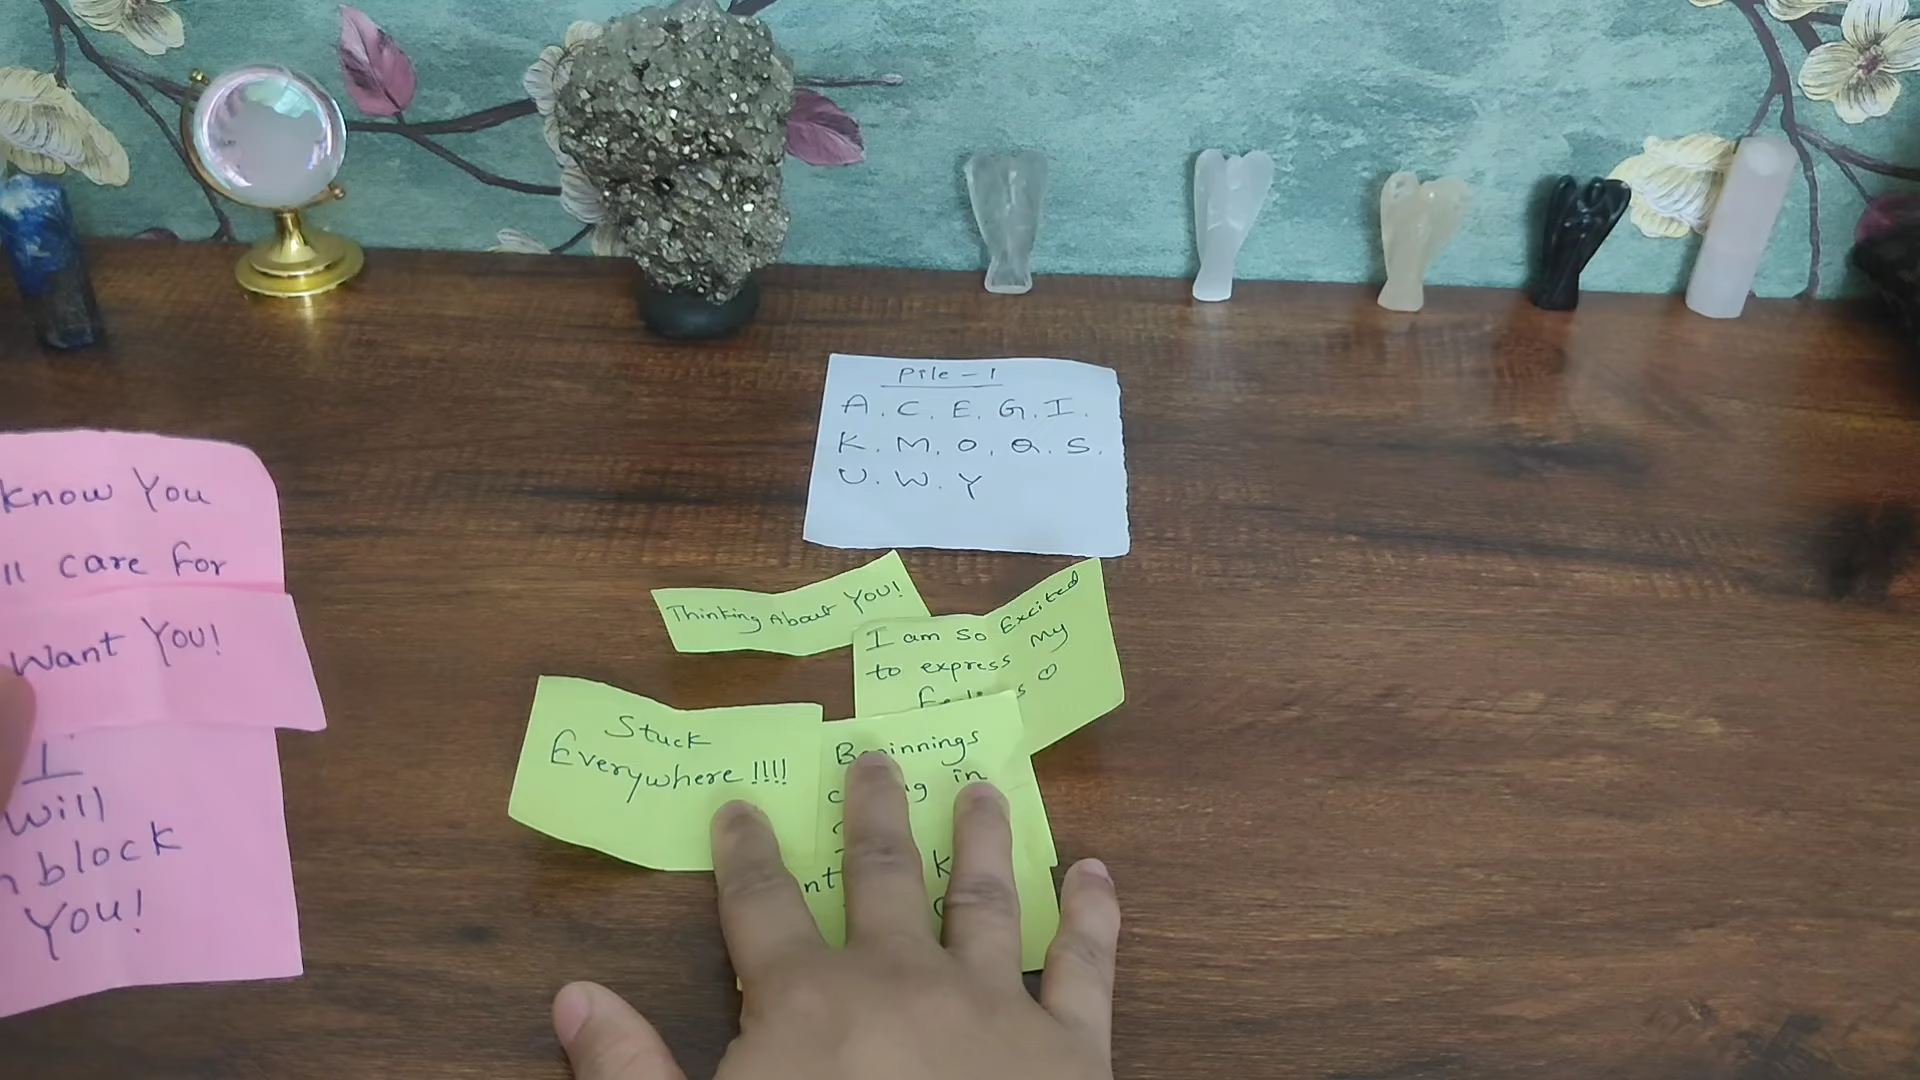 Pile - 1
A. C. E. G. I.
K. M. O. Q. S.
U. W. Y
Thinking About YOU!
I am so Excited
to express My
Stuck
Everywhere !!!!
Beginnings
in
know You
care for
Want You!
I
will
block
You!